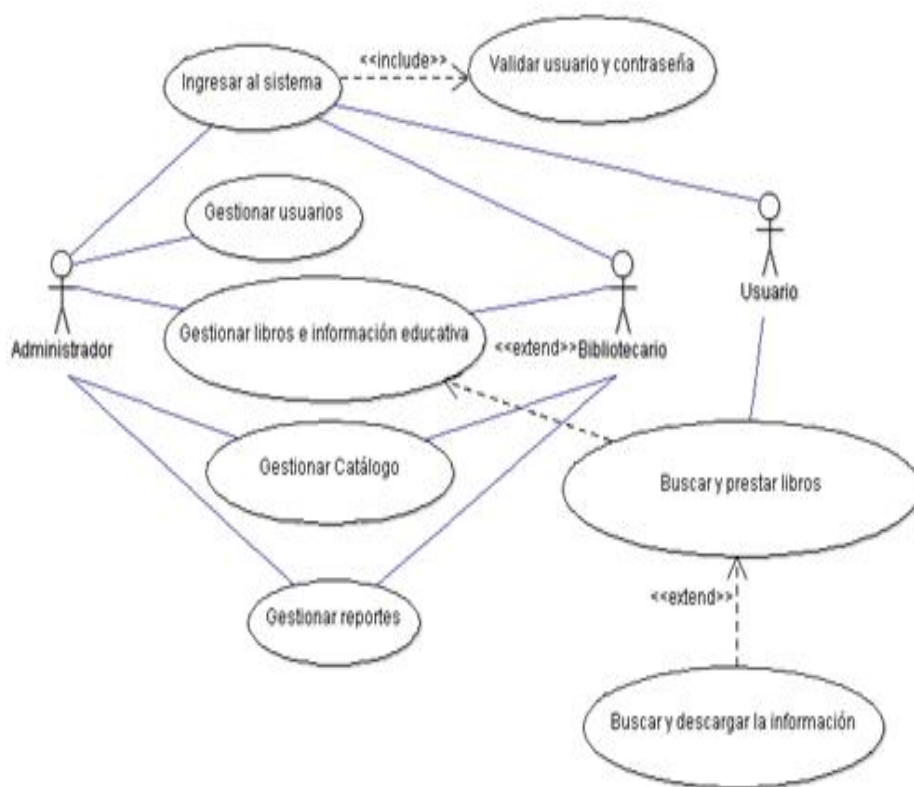 <<include>>
Validar usuario y contraseña
Ingresar al sistema
Gestionar usuarios
Usuario
Gestionar libros e información educativa
Administrador
<<extend>>
Bibliotecario
Gestionar Catálogo
Buscar y prestar libros
<<extend>>
Gestionar reportes
Buscar y descargar la información